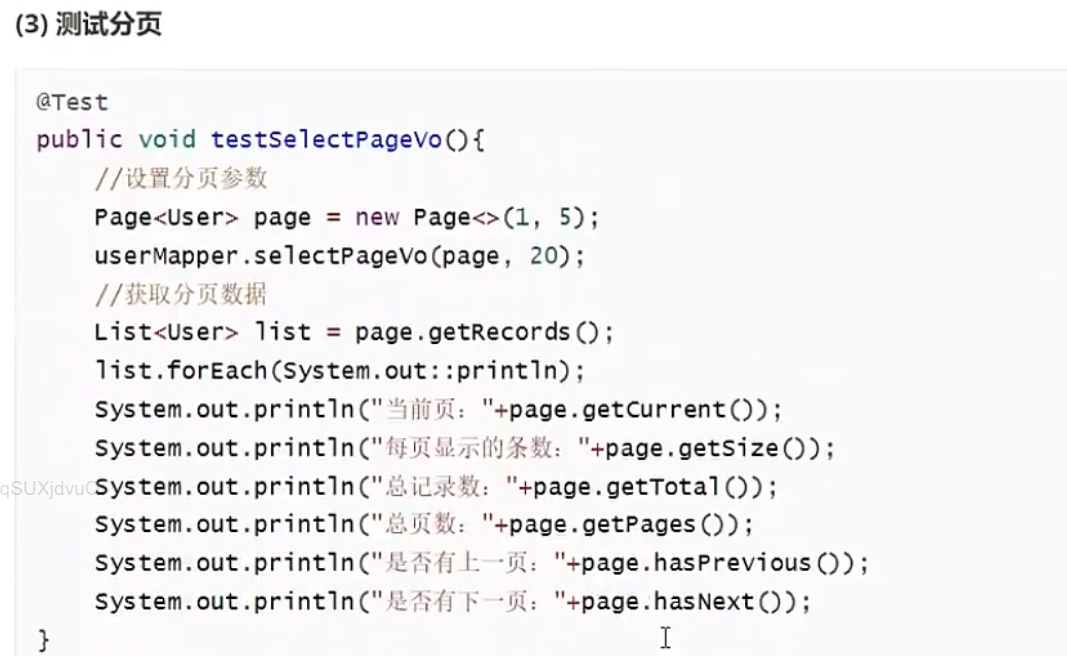 (3) 测试分页
@Test
public void testSelectPageVo(){
    //设置分页参数
    Page<User> page = new Page<>(1, 5);
    userMapper.selectPageVo(page, 20);
    //获取分页数据
    List<User> list = page.getRecords();
    list.forEach(System.out::println);
    System.out.println("当前页："+page.getCurrent());
    System.out.println("每页显示的条数："+page.getSize());
    System.out.println("总记录数："+page.getTotal());
    System.out.println("总页数："+page.getPages());
    System.out.println("是否有上一页："+page.hasPrevious());
    System.out.println("是否有下一页："+page.hasNext());
}